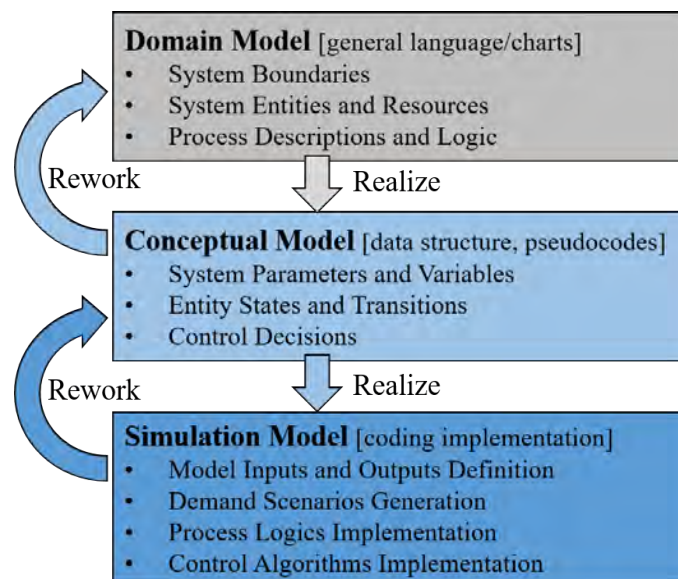 Domain Model [general language/charts]
• System Boundaries
• System Entities and Resources
• Process Descriptions and Logic
Rework
Realize
Conceptual Model [data structure, pseudocodes]
• System Parameters and Variables
• Entity States and Transitions
• Control Decisions
Rework
Realize
Simulation Model [coding implementation]
• Model Inputs and Outputs Definition
• Demand Scenarios Generation
• Process Logics Implementation
• Control Algorithms Implementation